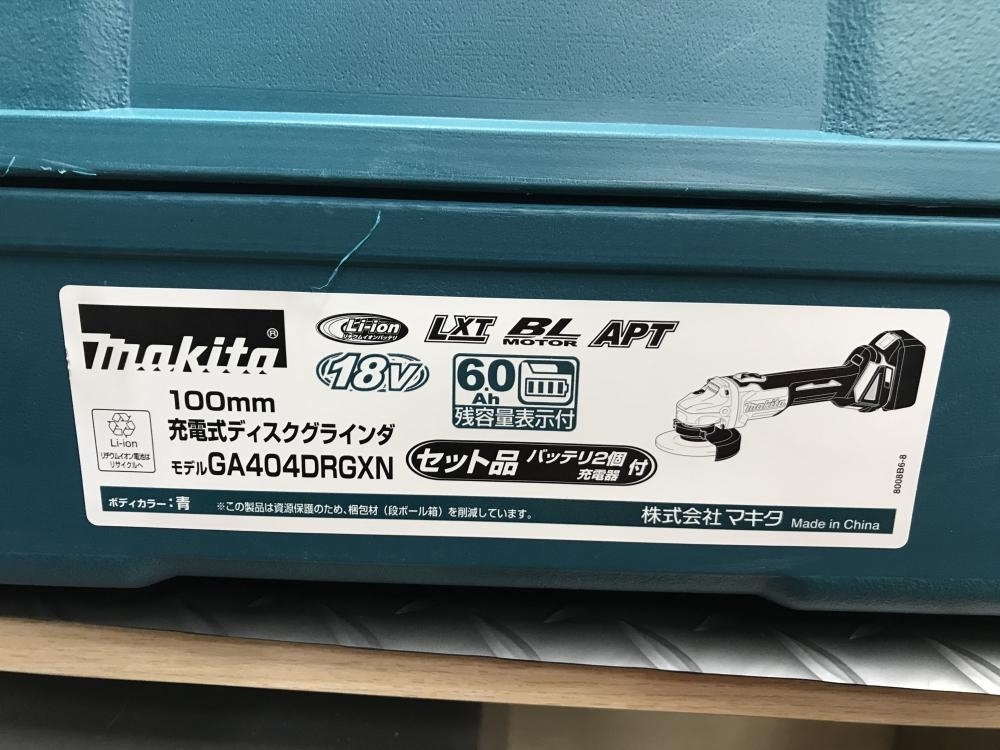 makita®
Li-ion
リチウムイオンバッテリ
LXT
BL
MOTOR
APT
18V
6.0
Ah
残容量表示付
100mm
充電式ディスクグラインダ
モデルGA404DRGXN
セット品 バッテリ2個
充電器 付
Li-ion
リチウムイオン電池は
リサイクルへ
makita
8008B6-8
ボディカラー:青
※この製品は資源保護のため、梱包材(段ボール箱)を削減しています。
株式会社マキタ Made in China